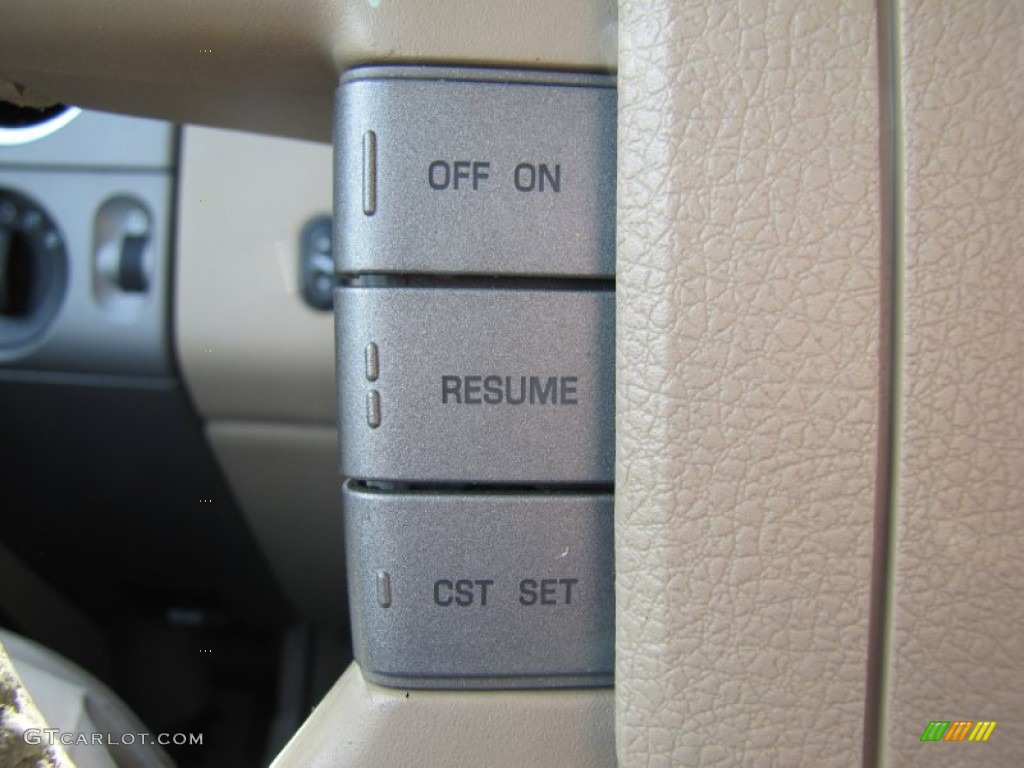 OFF ON
RESUME
CST SET
GTCARLOT.COM